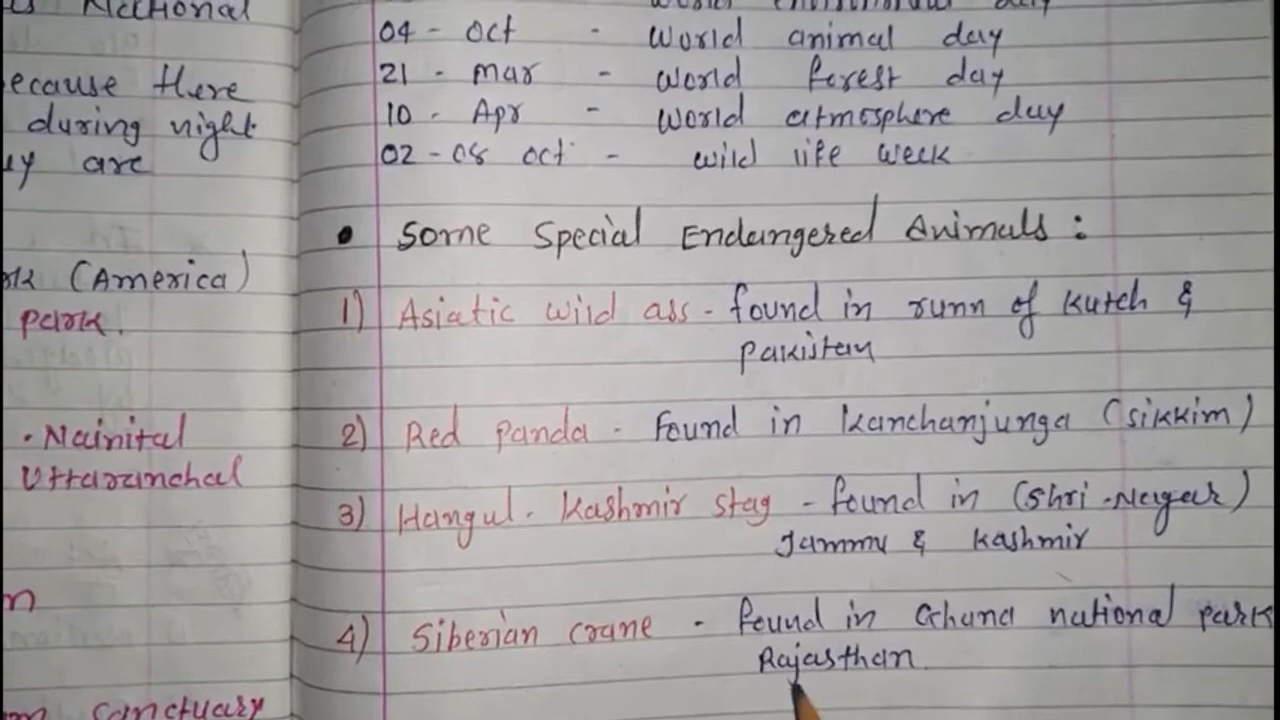 ecause there
during night
are
(America)
park.
. Nainital
Uttaranchal
Sanctuary
04 - Oct - World animal day
21 - Mar - World forest day
10 - Apr - World atmosphere day
02-08 Oct - wild life week
• Some Special Endangered Animals :
1) Asiatic wild ass - found in runn of Kutch &
Pakistan
2) Red Panda - Found in Kanchanjunga (Sikkim)
3) Hangul - Kashmir stag - found in (Shri-Nagar)
Jammu & Kashmir
4) Siberian crane - found in Ghana national park
Rajasthan.